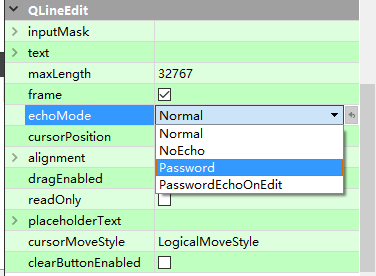 QLineEdit
inputMask
text
maxLength 32767
frame
echoMode Normal
cursorPosition Normal
NoEcho
alignment Password
dragEnabled PasswordEchoOnEdit
readOnly
placeholderText
cursorMoveStyle LogicalMoveStyle
clearButtonEnabled